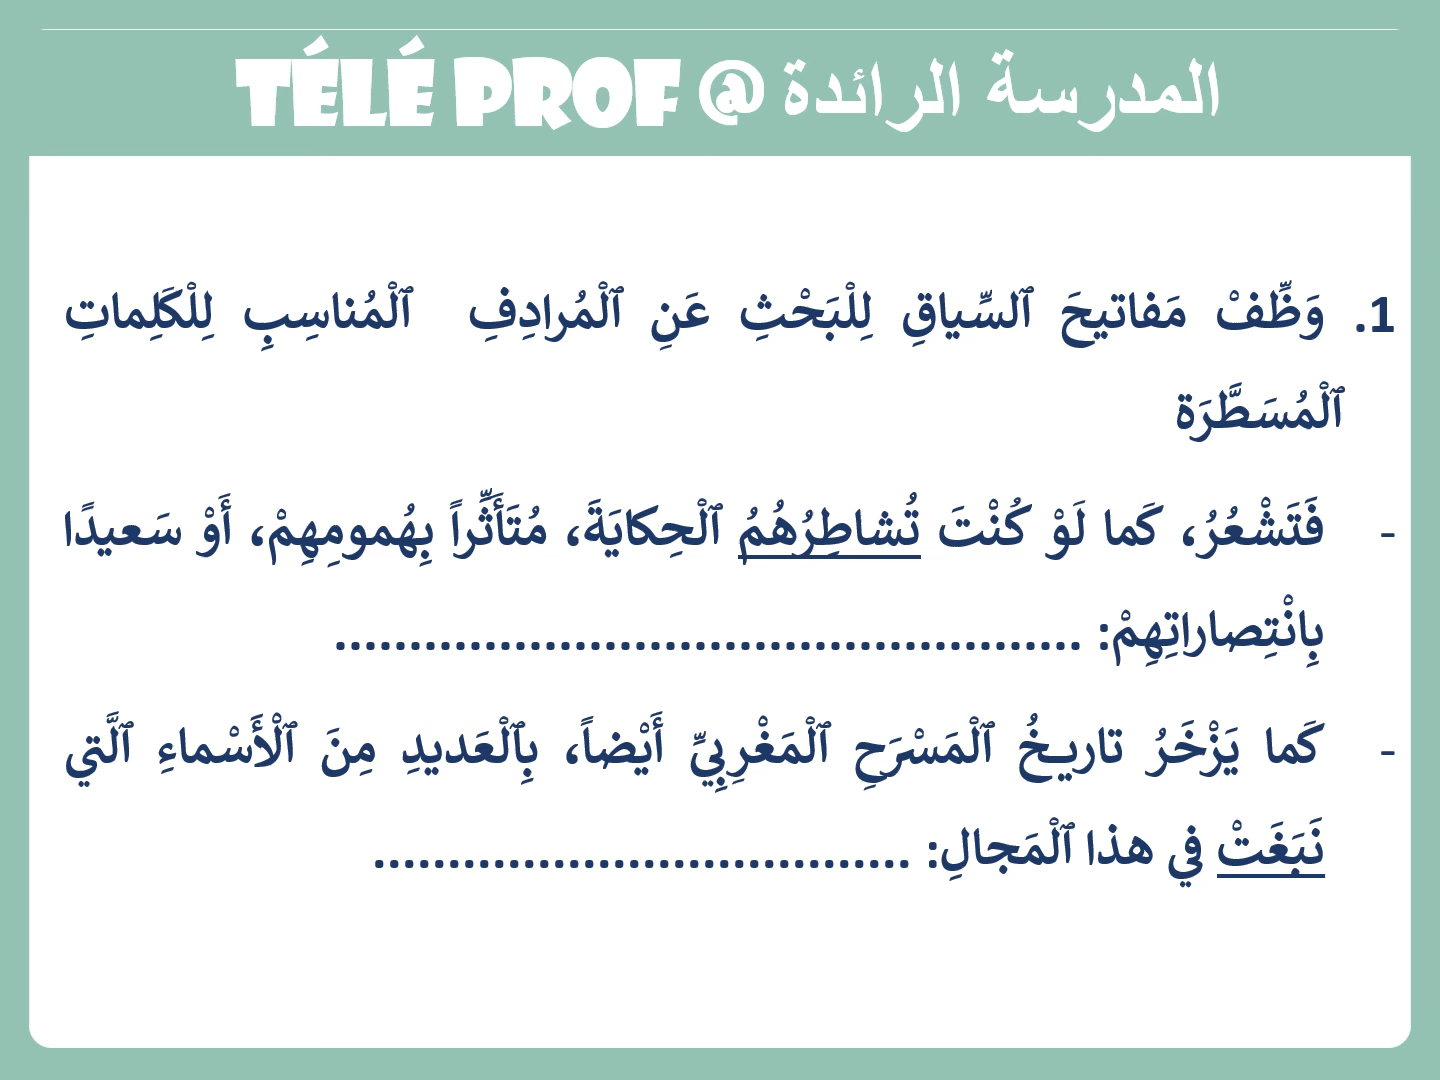 TÉLÉ PROF @ المدرسة الرائدة
1. وَظِّفْ مَفاتيحَ ٱلسِّياقِ لِلْبَحْثِ عَنِ ٱلْمُرادِفِ ٱلْمُناسِبِ لِلْكَلِماتِ
ٱلْمُسَطَّرَة
- فَتَشْعُرُ، كَما لَوْ كُنْتَ تُشاطِرُهُمُ ٱلْحِكايَةَ، مُتَأَثِّراً بِهُمومِهِمْ، أَوْ سَعيدًا
بِانْتِصاراتِهِمْ: ..................................................
- كَما يَزْخَرُ تاريـخُ ٱلْمَسْرَحِ ٱلْمَغْرِبِيِّ أَيْضاً، بِٱلْعَديدِ مِنَ ٱلْأَسْماءِ ٱلَّتي
نَبَغَتْ في هذا ٱلْمَجالِ: ....................................